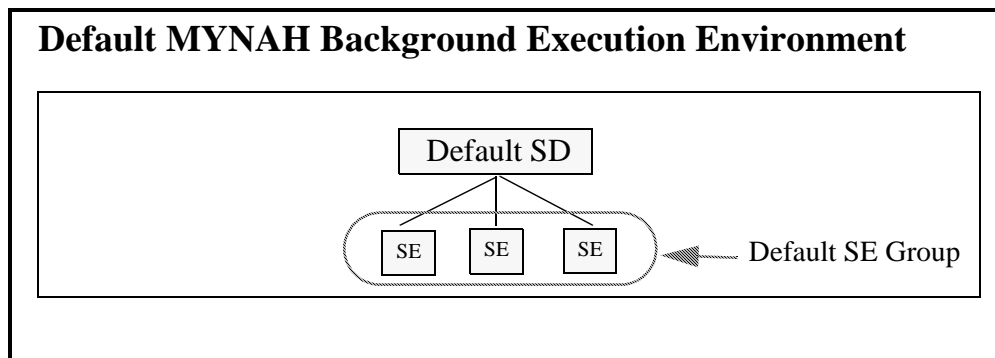 Default MYNAH Background Execution Environment
Default SD
SE SE SE
Default SE Group